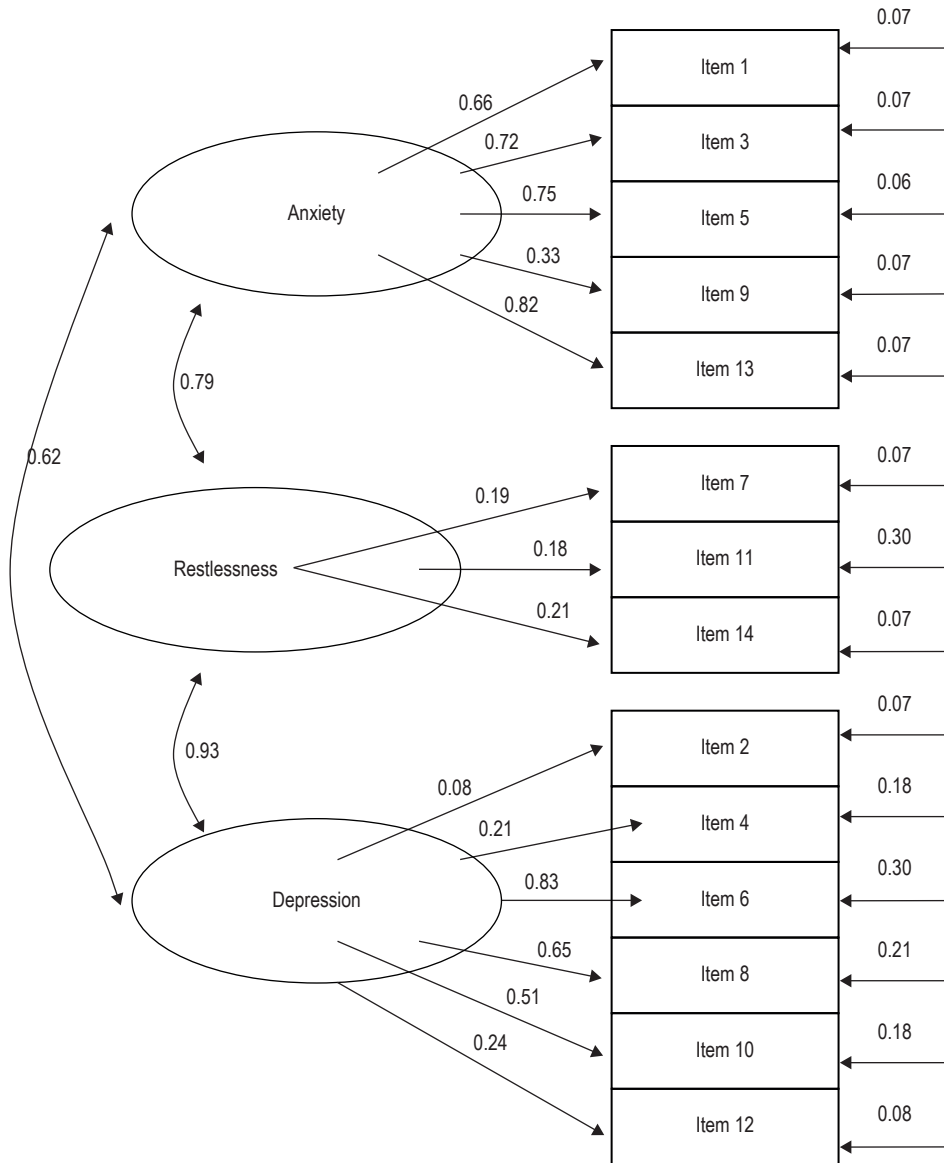 0.07
Item 1
0.66
0.07
0.72
Item 3
Anxiety
0.75
0.06
Item 5
0.33
0.07
Item 9
0.82
0.07
Item 13
0.79
0.62
0.07
Item 7
0.19
0.30
0.18
Item 11
Restlessness
0.21
0.07
Item 14
0.07
Item 2
0.93
0.08
0.18
0.21
Item 4
0.30
0.83
Depression
Item 6
0.21
0.65
Item 8
0.51
0.18
0.24
Item 10
0.08
Item 12